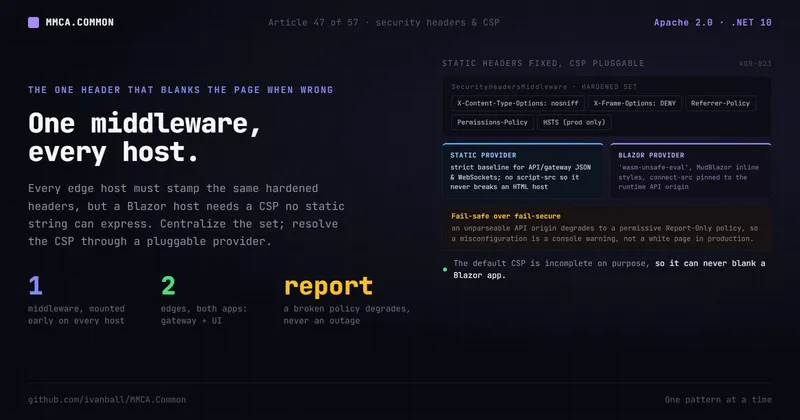 MMCA.COMMON
Article 47 of 57 · security headers & CSP
Apache 2.0 · .NET 10
THE ONE HEADER THAT BLANKS THE PAGE WHEN WRONG
One middleware,
every host.
Every edge host must stamp the same hardened
headers, but a Blazor host needs a CSP no static
string can express. Centralize the set; resolve
the CSP through a pluggable provider.
1
middleware, mounted
early on every host
2
edges, both apps:
gateway + UI
report
a broken policy degrades,
never an outage
STATIC HEADERS FIXED, CSP PLUGGABLE
ADR-023
SecurityHeadersMiddleware · HARDENED SET
X-Content-Type-Options: nosniff
X-Frame-Options: DENY
Referrer-Policy
Permissions-Policy
HSTS (prod only)
STATIC PROVIDER
strict baseline for API/gateway JSON
& WebSockets; no script-src so it
never breaks an HTML host
BLAZOR PROVIDER
'wasm-unsafe-eval', MudBlazor inline
styles, connect-src pinned to the
runtime API origin
Fail-safe over fail-secure
an unparseable API origin degrades to a permissive Report-Only policy, so
a misconfiguration is a console warning, not a white page in production.
The default CSP is incomplete on purpose, so it can never blank a
Blazor app.
github.com/ivanball/MMCA.Common
One pattern at a time